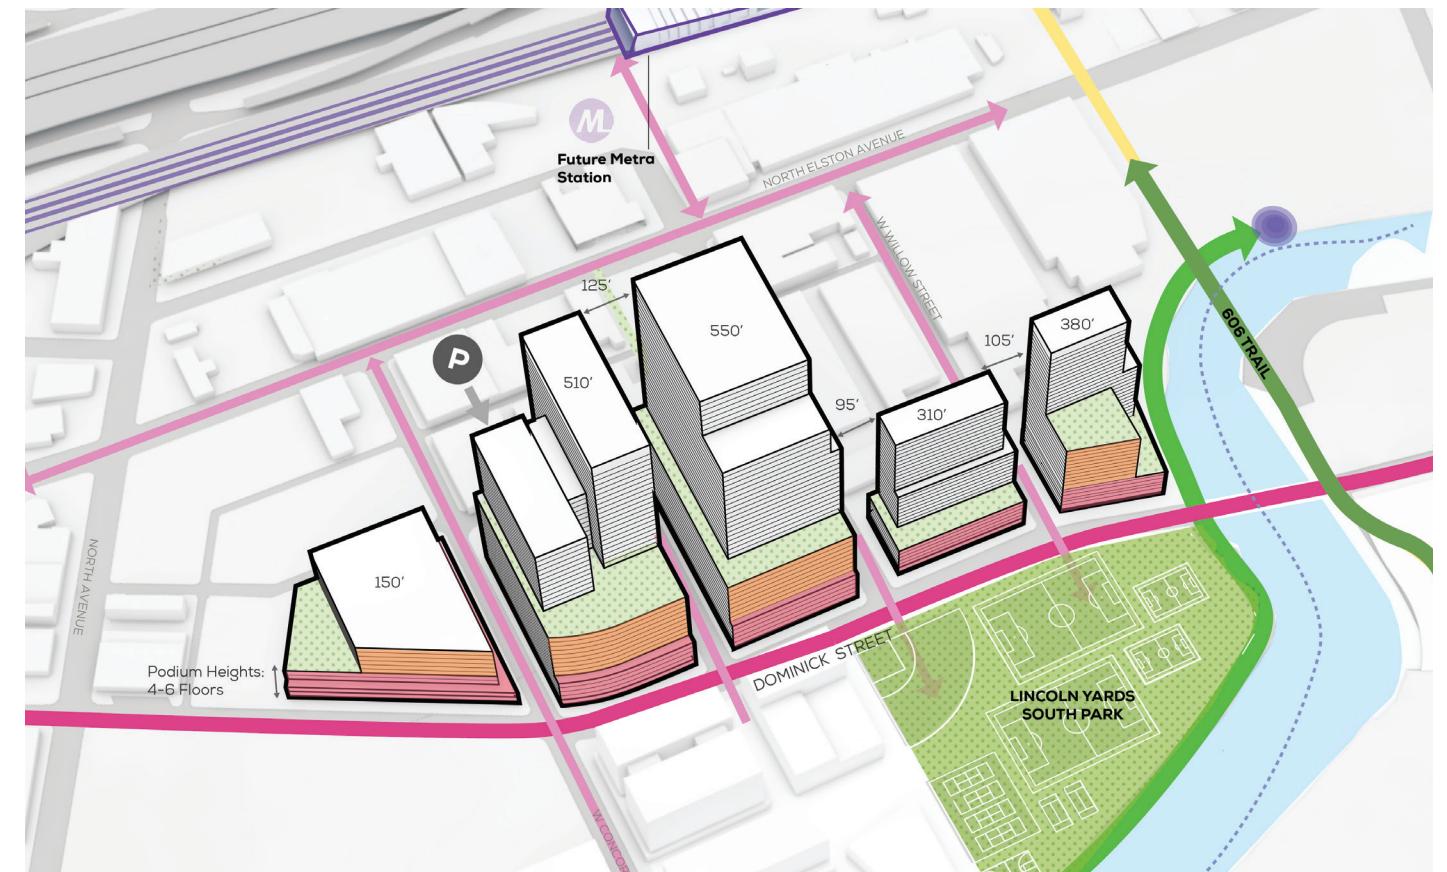 M
Future Metra
Station
NORTH ELSTON AVENUE
W WILLOW STREET
606 TRAIL
125'
550'
380'
105'
P
510'
95'
310'
150'
NORTH AVENUE
Podium Heights:
4-6 Floors
DOMINICK STREET
LINCOLN YARDS
SOUTH PARK
W CONCOR